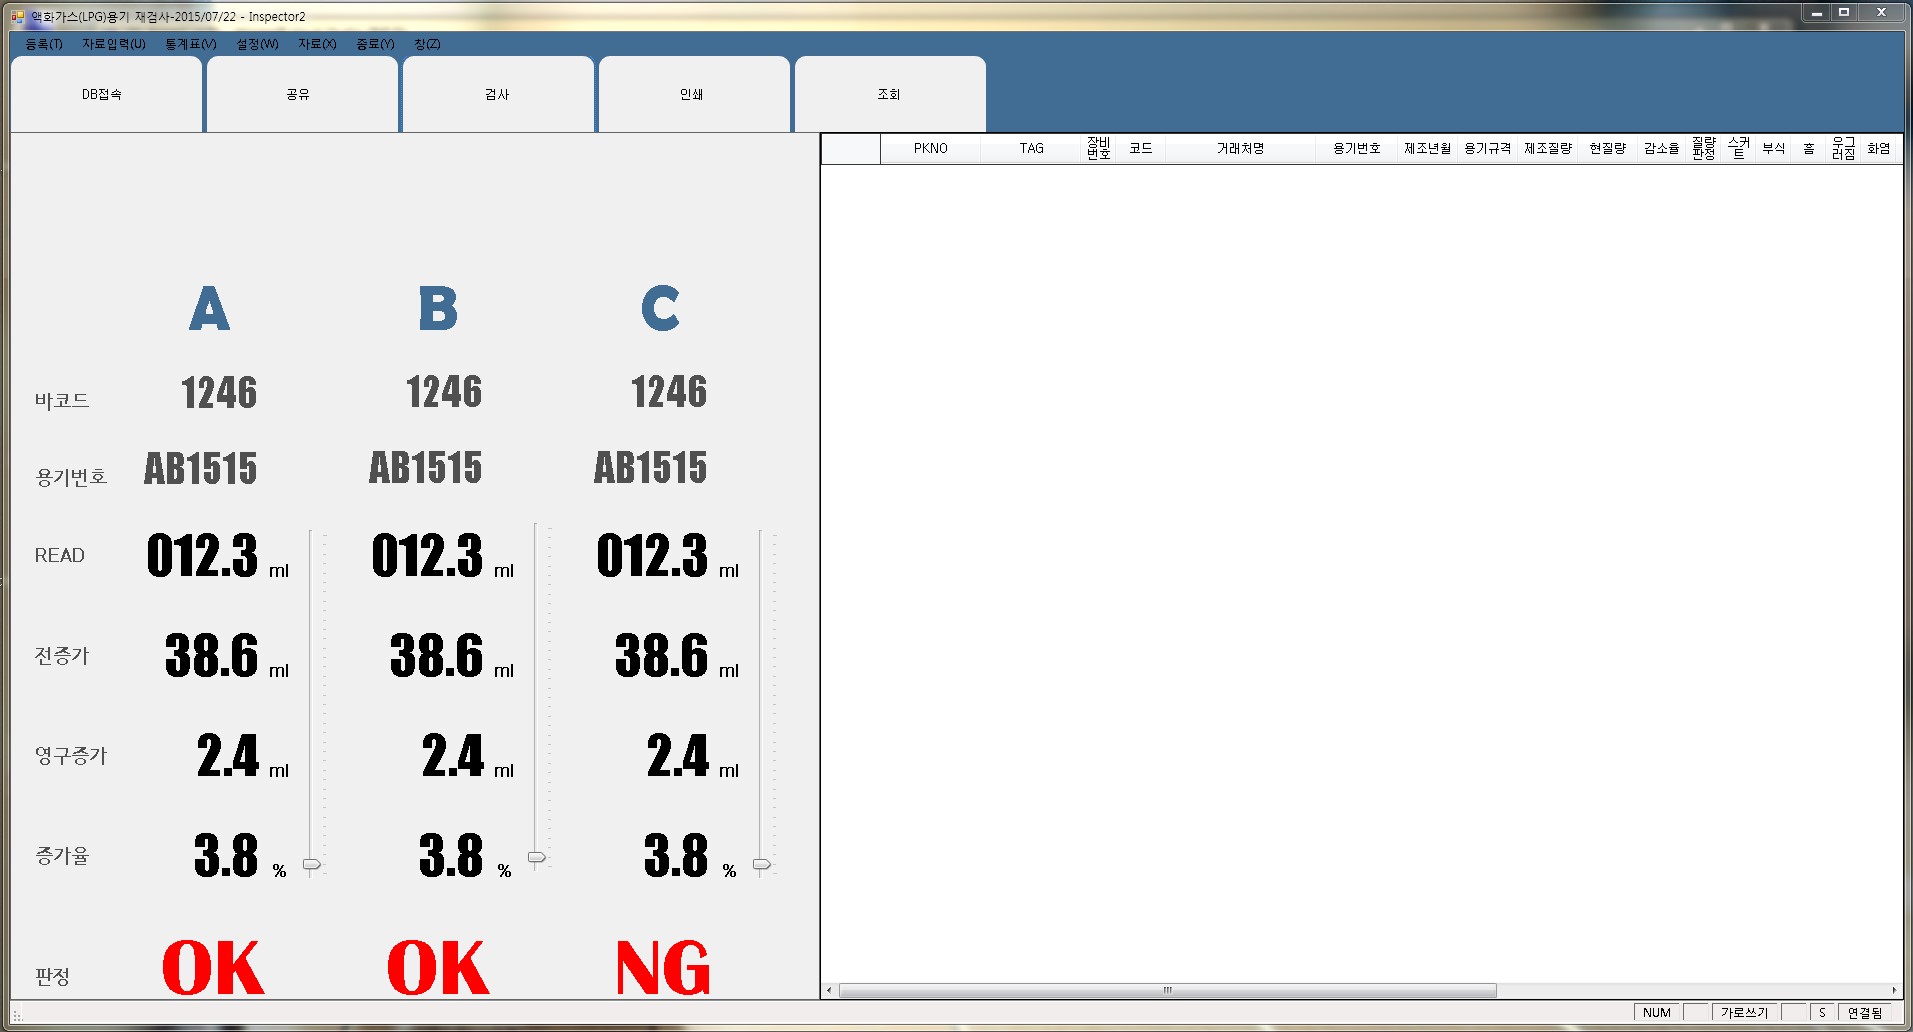 액화가스(LPG)용기 재검사-2015/07/22 - Inspector2
등록(T) 자료입력(U) 통계표(V) 설정(W) 자료(X) 종료(Y) 창(Z)
DB접속 공유 검사 인쇄 조회
PKNO TAG 장비번호 코드 거래처명 용기번호 제조년월 용기규격 제조질량 현질량 감소율 질량판정 스커트 부식 홈 우그러짐 화염
A B C
바코드 1246 1246 1246
용기번호 AB1515 AB1515 AB1515
READ 012.3 ml 012.3 ml 012.3 ml
전증가 38.6 ml 38.6 ml 38.6 ml
영구증가 2.4 ml 2.4 ml 2.4 ml
증가율 3.8 % 3.8 % 3.8 %
판정 OK OK NG
NUM 가로쓰기 S 연결됨